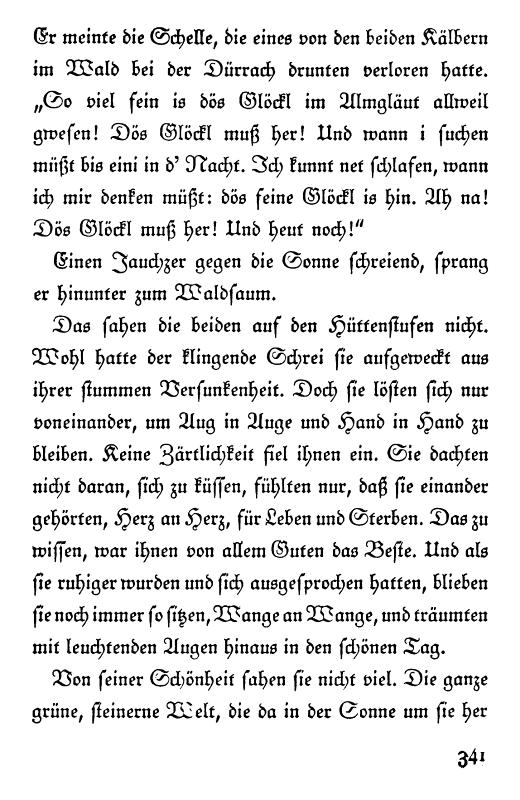 Er meinte die Schelle, die eines von den beiden Kälbern
im Wald bei der Dürrach drunten verloren hatte.
„So viel fein is dös Glöckl im Almgläut allweil
gwesen! Dös Glöckl muß her! Und wann i suchen
müßt bis eini in d' Nacht. Ich kunnt net schlafen, wann
ich mir denken müßt: dös feine Glöckl is hin. Ah na!
Dös Glöckl muß her! Und heut noch!“
Einen Jauchzer gegen die Sonne schreiend, sprang
er hinunter zum Waldsaum.
Das sahen die beiden auf den Hüttenstufen nicht.
Wohl hatte der klingende Schrei sie aufgeweckt aus
ihrer stummen Versunkenheit. Doch sie lösten sich nur
voneinander, um Aug in Auge und Hand in Hand zu
bleiben. Keine Zärtlichkeit fiel ihnen ein. Sie dachten
nicht daran, sich zu küssen, fühlten nur, daß sie einander
gehörten, Herz an Herz, für Leben und Sterben. Das zu
wissen, war ihnen von allem Guten das Beste. Und als
sie ruhiger wurden und sich ausgesprochen hatten, blieben
sie noch immer so sitzen, Wange an Wange, und träumten
mit leuchtenden Augen hinaus in den schönen Tag.
Von seiner Schönheit sahen sie nicht viel. Die ganze
grüne, steinerne Welt, die da in der Sonne um sie her
341